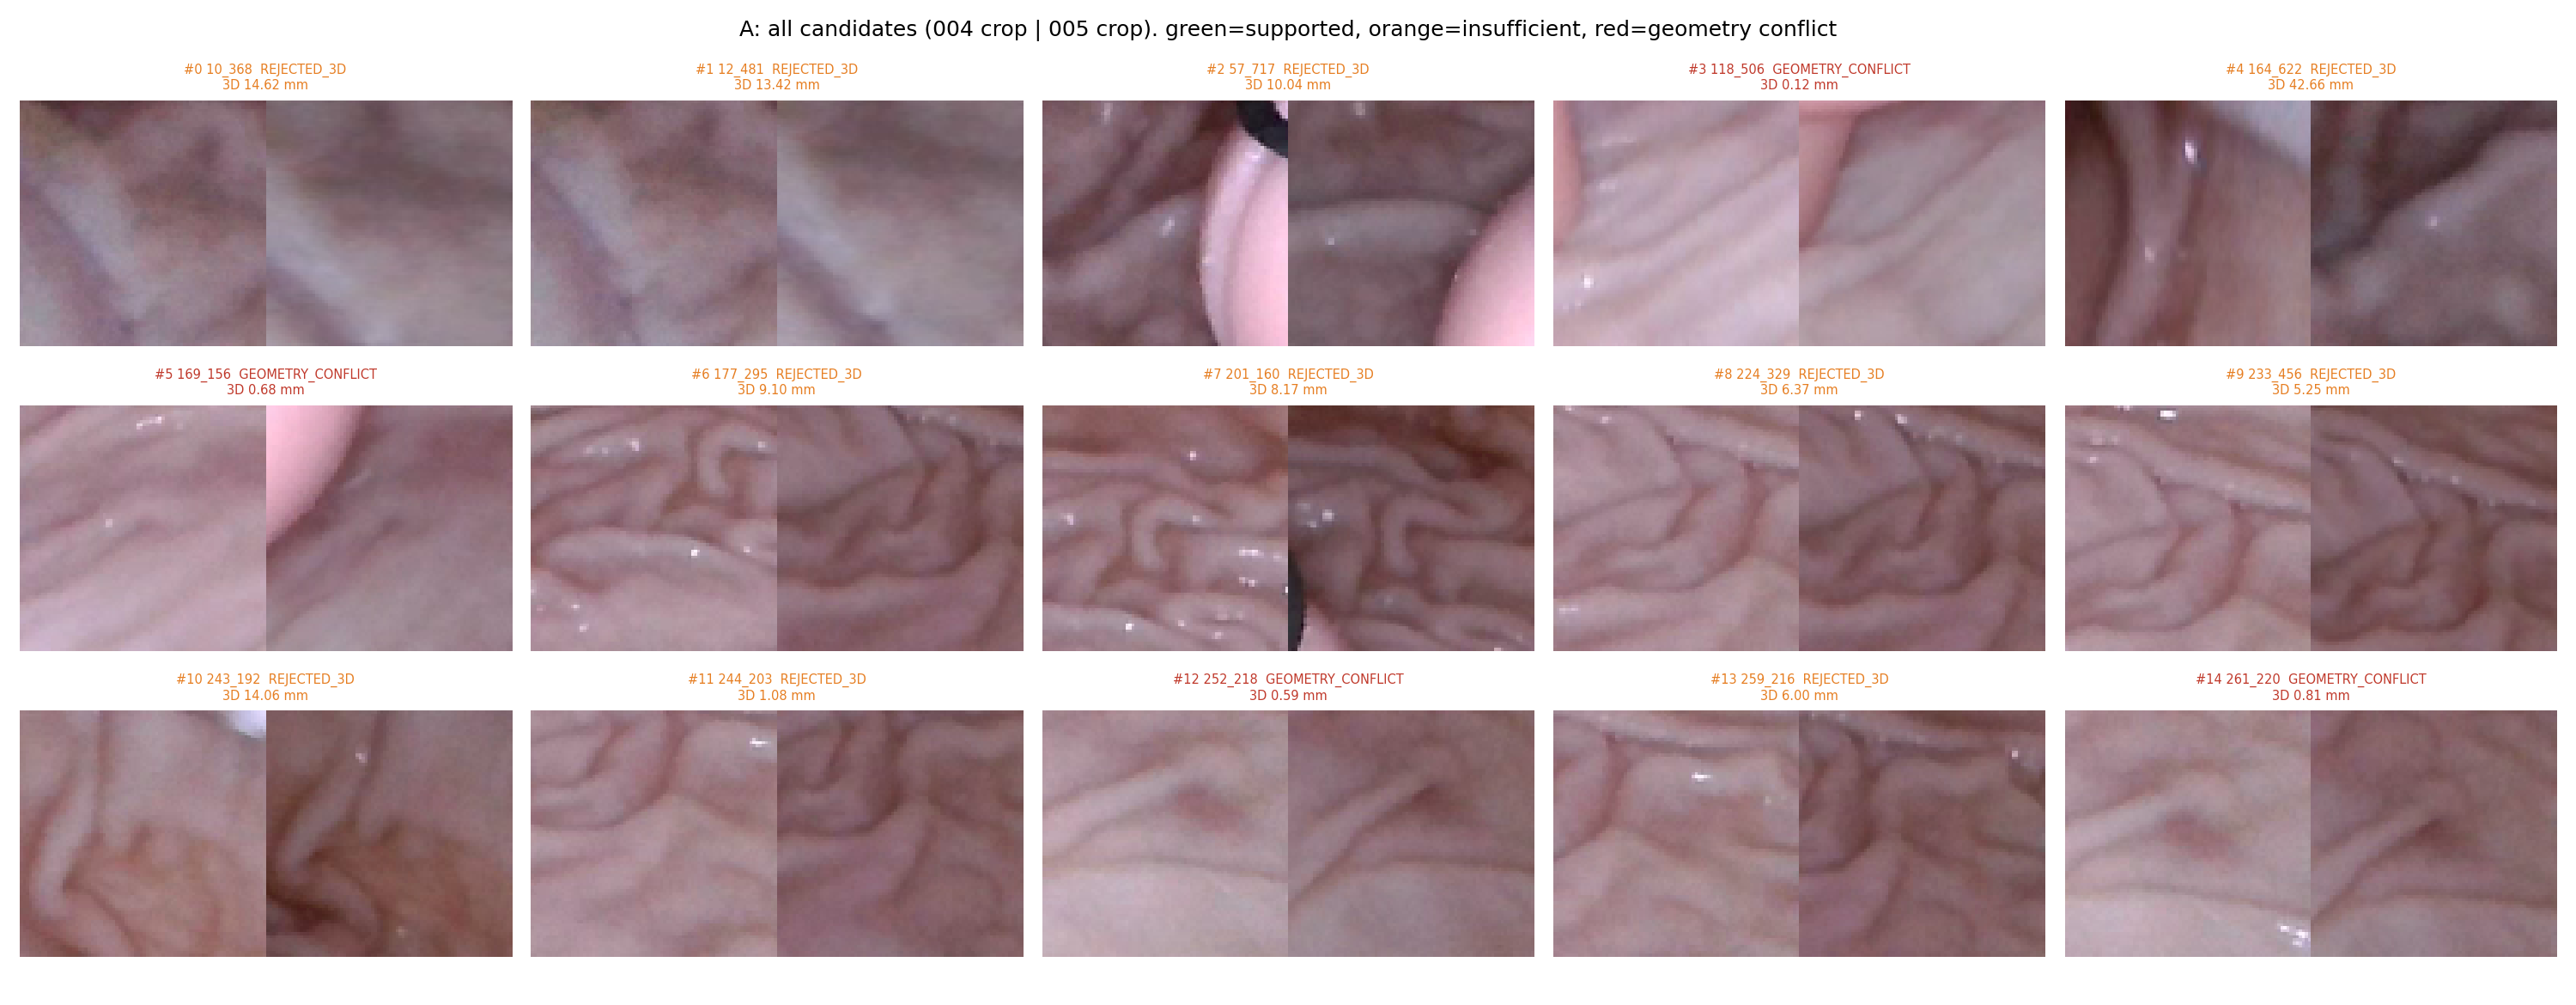 A: all candidates (004 crop | 005 crop). green=supported, orange=insufficient, red=geometry conflict
#0 10_368  REJECTED_3D
3D 14.62 mm
#1 12_481  REJECTED_3D
3D 13.42 mm
#2 57_717  REJECTED_3D
3D 10.04 mm
#3 118_506  GEOMETRY_CONFLICT
3D 0.12 mm
#4 164_622  REJECTED_3D
3D 42.66 mm
#5 169_156  GEOMETRY_CONFLICT
3D 0.68 mm
#6 177_295  REJECTED_3D
3D 9.10 mm
#7 201_160  REJECTED_3D
3D 8.17 mm
#8 224_329  REJECTED_3D
3D 6.37 mm
#9 233_456  REJECTED_3D
3D 5.25 mm
#10 243_192  REJECTED_3D
3D 14.06 mm
#11 244_203  REJECTED_3D
3D 1.08 mm
#12 252_218  GEOMETRY_CONFLICT
3D 0.59 mm
#13 259_216  REJECTED_3D
3D 6.00 mm
#14 261_220  GEOMETRY_CONFLICT
3D 0.81 mm